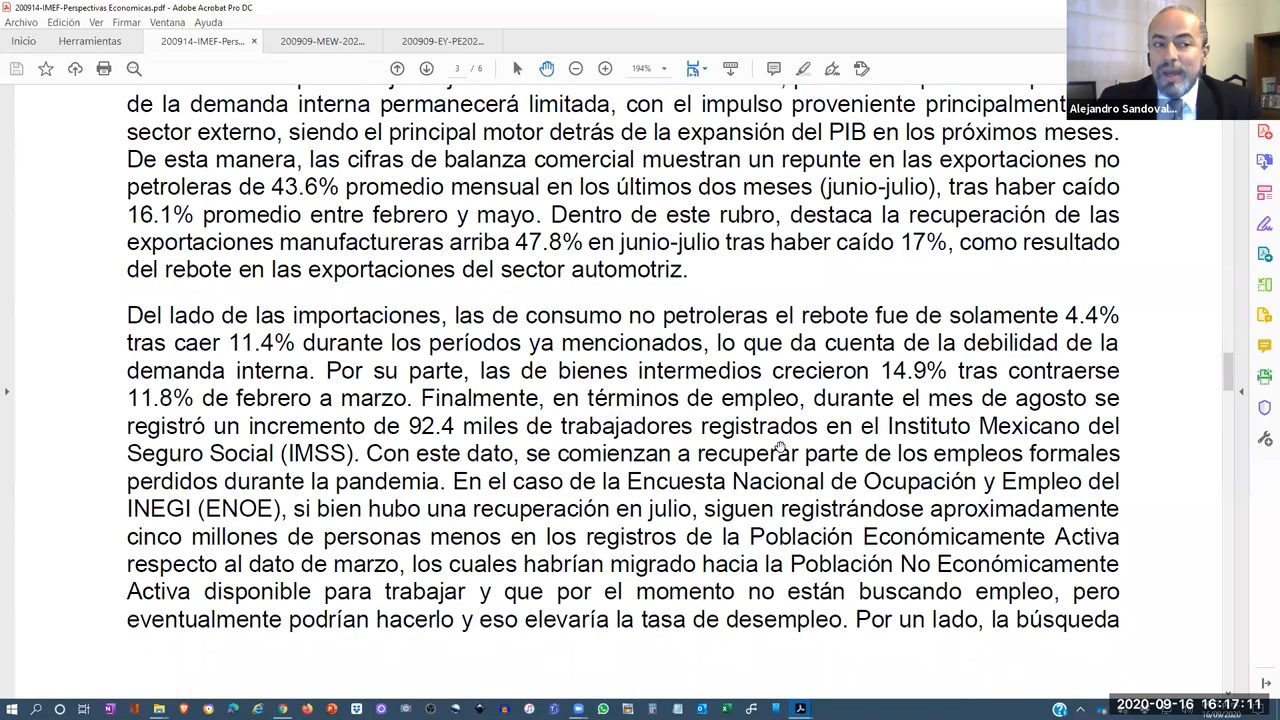 200914-IMEF-Perspectivas Economicas.pdf - Adobe Acrobat Pro DC
Archivo Edición Ver Firmar Ventana Ayuda
Inicio Herramientas 200914-IMEF-Pers... × 200909-MEW-202... 200909-EY-PE202...
3 / 6 194%
Alejandro Sandoval...
de la demanda interna permanecerá limitada, con el impulso proveniente principalmente
sector externo, siendo el principal motor detrás de la expansión del PIB en los próximos meses.
De esta manera, las cifras de balanza comercial muestran un repunte en las exportaciones no
petroleras de 43.6% promedio mensual en los últimos dos meses (junio-julio), tras haber caído
16.1% promedio entre febrero y mayo. Dentro de este rubro, destaca la recuperación de las
exportaciones manufactureras arriba 47.8% en junio-julio tras haber caído 17%, como resultado
del rebote en las exportaciones del sector automotriz.
Del lado de las importaciones, las de consumo no petroleras el rebote fue de solamente 4.4%
tras caer 11.4% durante los períodos ya mencionados, lo que da cuenta de la debilidad de la
demanda interna. Por su parte, las de bienes intermedios crecieron 14.9% tras contraerse
11.8% de febrero a marzo. Finalmente, en términos de empleo, durante el mes de agosto se
registró un incremento de 92.4 miles de trabajadores registrados en el Instituto Mexicano del
Seguro Social (IMSS). Con este dato, se comienzan a recuperar parte de los empleos formales
perdidos durante la pandemia. En el caso de la Encuesta Nacional de Ocupación y Empleo del
INEGI (ENOE), si bien hubo una recuperación en julio, siguen registrándose aproximadamente
cinco millones de personas menos en los registros de la Población Económicamente Activa
respecto al dato de marzo, los cuales habrían migrado hacia la Población No Económicamente
Activa disponible para trabajar y que por el momento no están buscando empleo, pero
eventualmente podrían hacerlo y eso elevaría la tasa de desempleo. Por un lado, la búsqueda
2020-09-16 16:17:11
16/09/2020